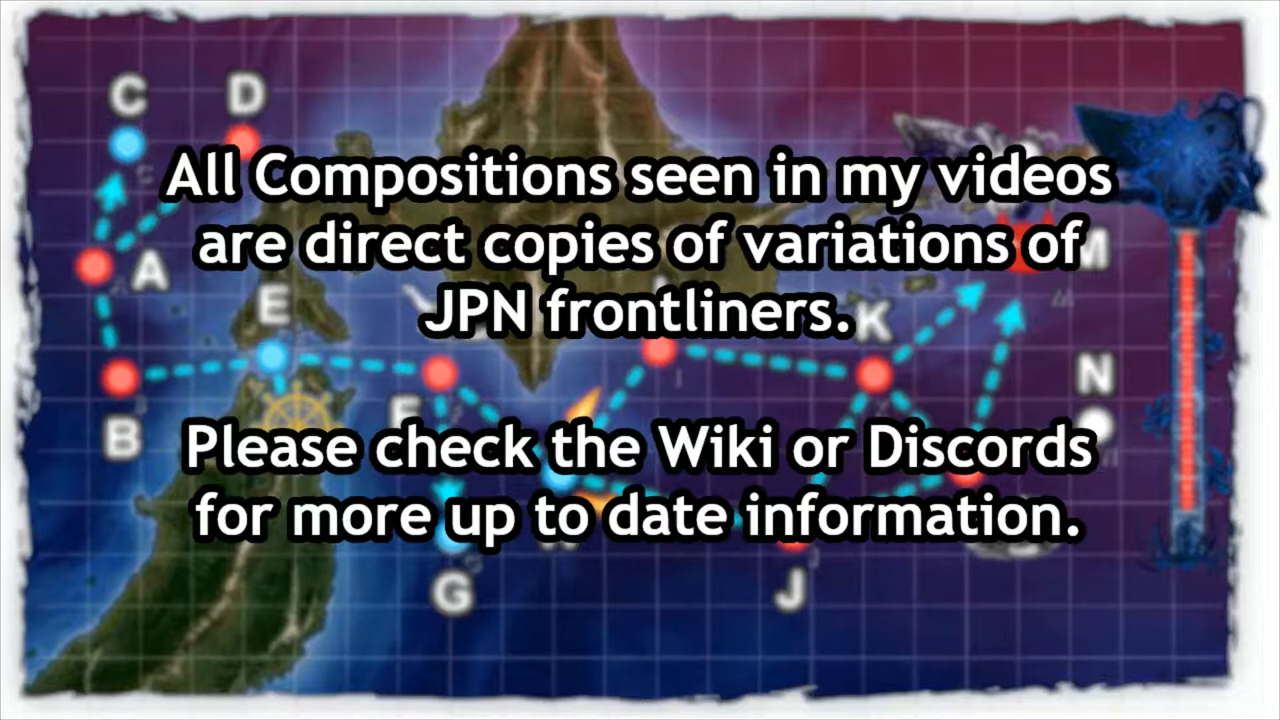 C D
All Compositions seen in my videos
are direct copies of variations of
JPN frontliners.
A
E
M
K
N
B
F
Please check the Wiki or Discords
for more up to date information.
G
J